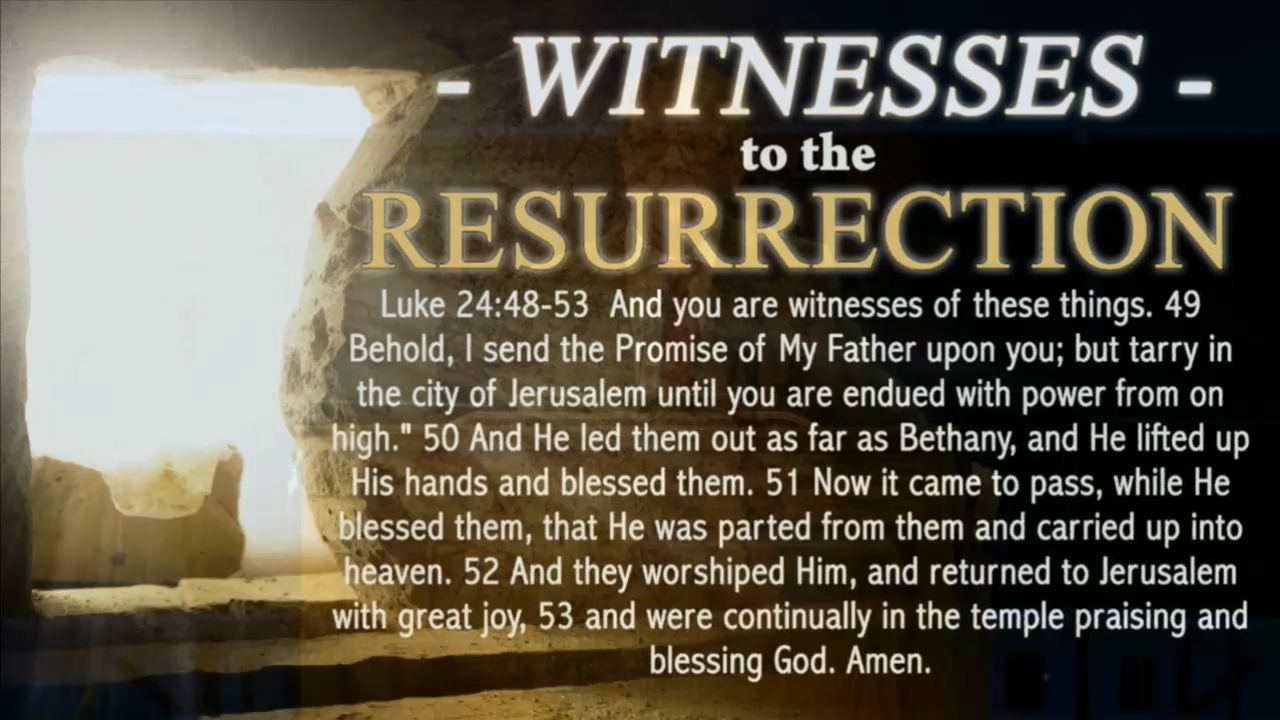 - WITNESSES -
to the
RESURRECTION
Luke 24:48-53  And you are witnesses of these things. 49
Behold, I send the Promise of My Father upon you; but tarry in
the city of Jerusalem until you are endued with power from on
high." 50 And He led them out as far as Bethany, and He lifted up
His hands and blessed them. 51 Now it came to pass, while He
blessed them, that He was parted from them and carried up into
heaven. 52 And they worshiped Him, and returned to Jerusalem
with great joy, 53 and were continually in the temple praising and
blessing God. Amen.